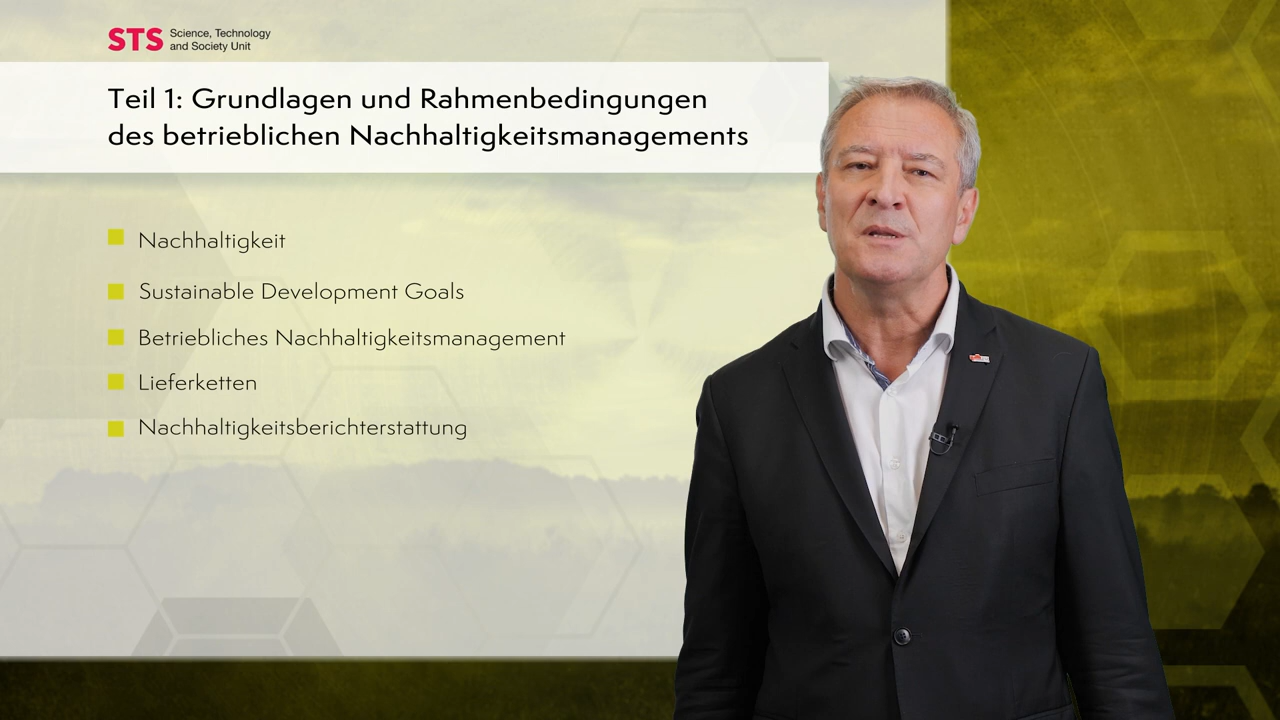 STS Science, Technology
and Society Unit
Teil 1: Grundlagen und Rahmenbedingungen
des betrieblichen Nachhaltigkeitsmanagements
Nachhaltigkeit
Sustainable Development Goals
Betriebliches Nachhaltigkeitsmanagement
Lieferketten
Nachhaltigkeitsberichterstattung